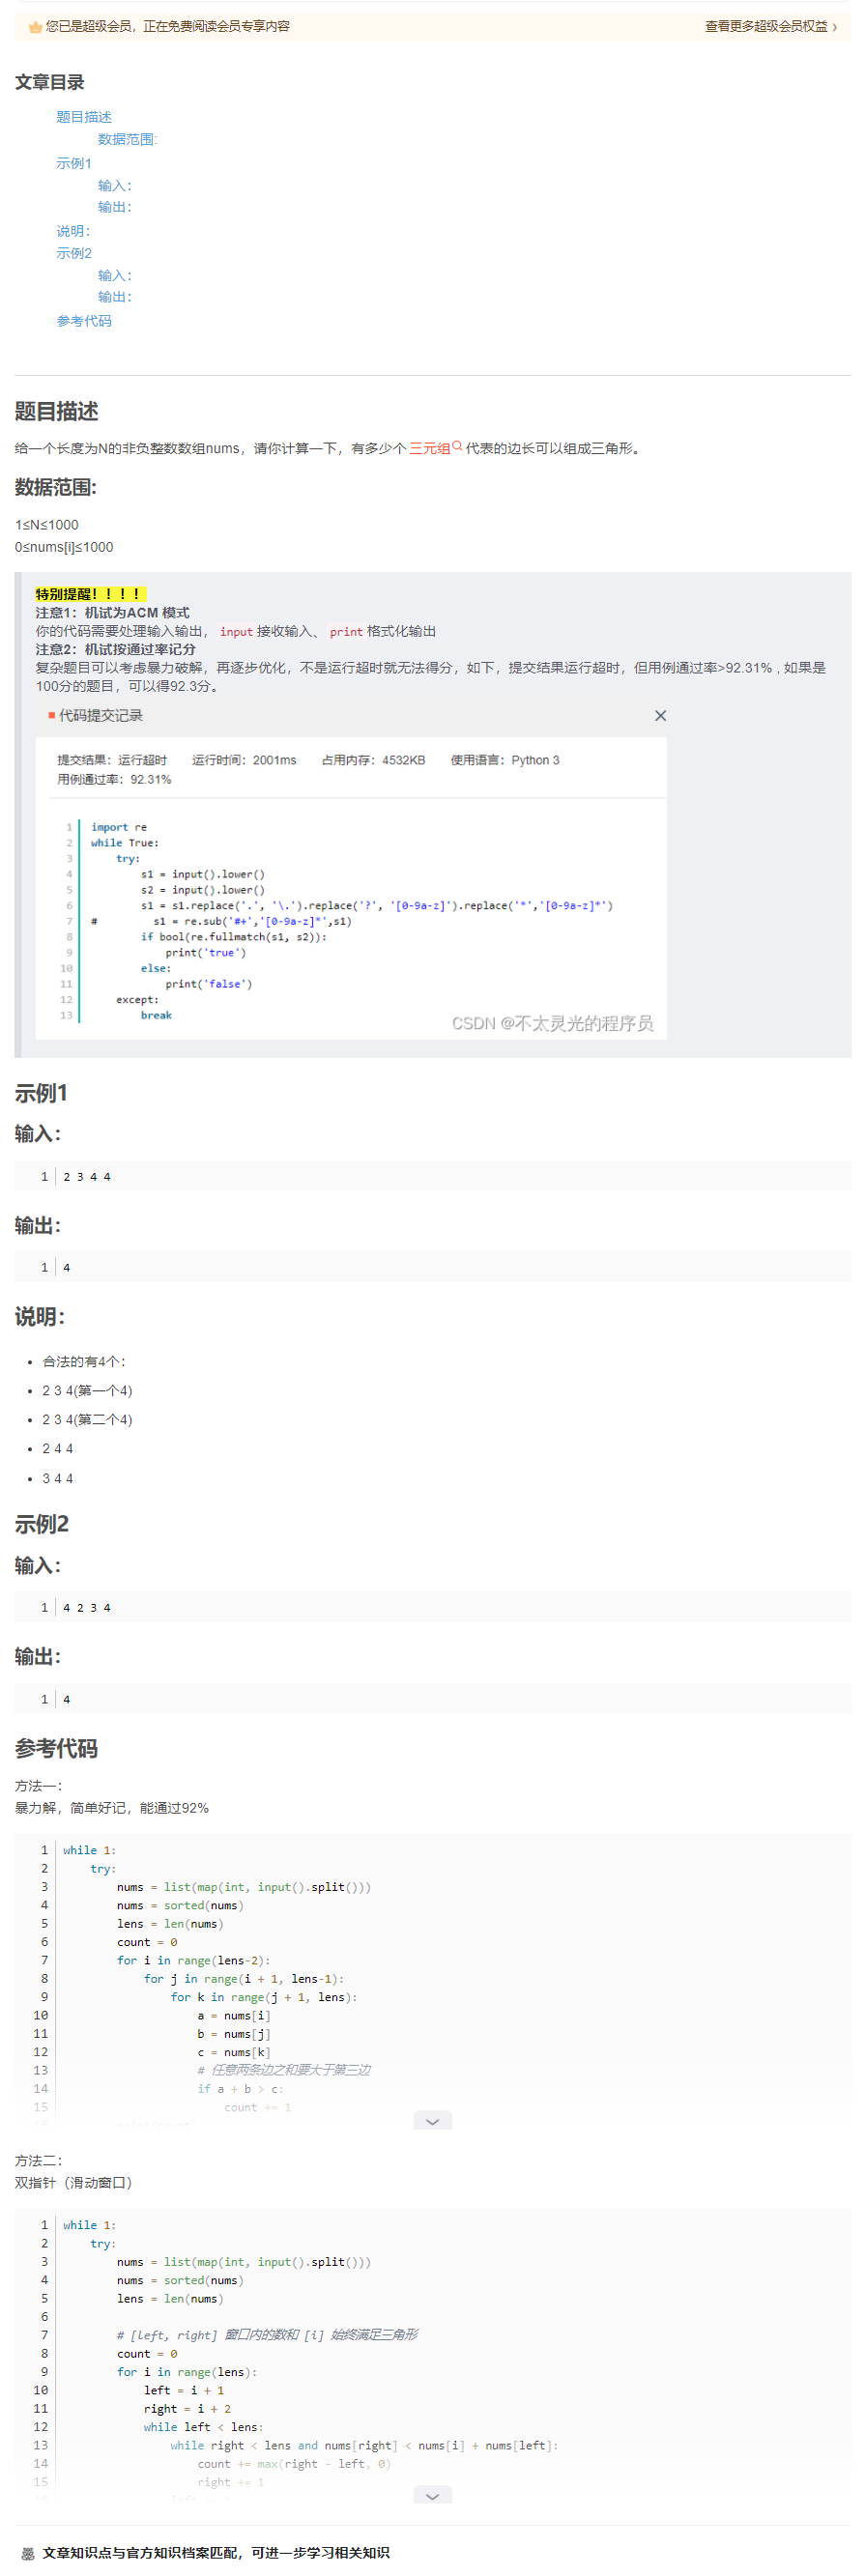 您已是超级会员，正在免费阅读会员专享内容 查看更多超级会员权益 ›
文章目录
题目描述
数据范围:
示例1
输入：
输出：
说明：
示例2
输入：
输出：
参考代码
题目描述
给一个长度为N的非负整数数组nums，请你计算一下，有多少个 三元组 代表的边长可以组成三角形。
数据范围:
1≤N≤1000
0≤nums[i]≤1000
特别提醒！！！！
注意1：机试为ACM 模式
你的代码需要处理输入输出，input 接收输入、print 格式化输出
注意2：机试按通过率记分
复杂题目可以考虑暴力破解，再逐步优化，不是运行超时就无法得分，如下，提交结果运行超时，但用例通过率>92.31%，如果是
100分的题目，可以得92.3分。
代码提交记录
提交结果：运行超时 运行时间：2001ms 占用内存：4532KB 使用语言：Python 3
用例通过率：92.31%
1 import re
2 while True:
3 try:
4 s1 = input().lower()
5 s2 = input().lower()
6 s1 = s1.replace('.', '\.').replace('?', '[0-9a-z]').replace('*','[0-9a-z]*')
7 # s1 = re.sub('#+','[0-9a-z]*',s1)
8 if bool(re.fullmatch(s1, s2)):
9 print('true')
10 else:
11 print('false')
12 except:
13 break
CSDN @不太灵光的程序员
示例1
输入：
1 2 3 4 4
输出：
1 4
说明：
• 合法的有4个：
• 2 3 4(第一个4)
• 2 3 4(第二个4)
• 2 4 4
• 3 4 4
示例2
输入：
1 4 2 3 4
输出：
1 4
参考代码
方法一：
暴力解，简单好记，能通过92%
1 while 1:
2 try:
3 nums = list(map(int, input().split()))
4 nums = sorted(nums)
5 lens = len(nums)
6 count = 0
7 for i in range(lens-2):
8 for j in range(i + 1, lens-1):
9 for k in range(j + 1, lens):
10 a = nums[i]
11 b = nums[j]
12 c = nums[k]
13 # 任意两条边之和要大于第三边
14 if a + b > c:
15 count += 1
方法二：
双指针（滑动窗口）
1 while 1:
2 try:
3 nums = list(map(int, input().split()))
4 nums = sorted(nums)
5 lens = len(nums)
6
7 # [left, right] 窗口内的数和 [i] 始终满足三角形
8 count = 0
9 for i in range(lens):
10 left = i + 1
11 right = i + 2
12 while left < lens:
13 while right < lens and nums[right] < nums[i] + nums[left]:
14 count += max(right - left, 0)
15 right += 1
文章知识点与官方知识档案匹配，可进一步学习相关知识